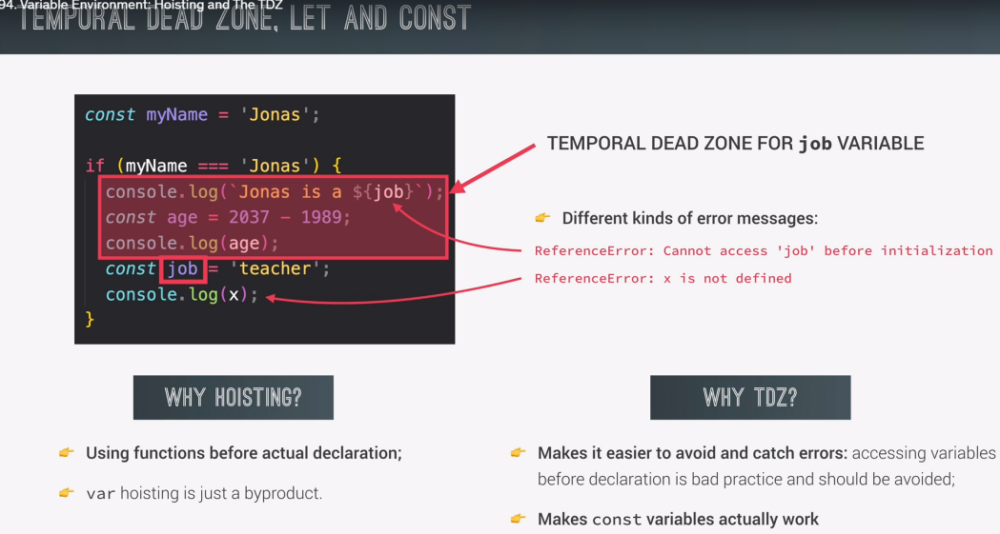 94. Variable Environment: Hoisting and The TDZ
TEMPORAL DEAD ZONE, LET AND CONST
const myName = 'Jonas';
if (myName === 'Jonas') {
console.log(`Jonas is a ${job}`);
const age = 2037 – 1989;
console.log(age);
const job = 'teacher';
console.log(x);
}
TEMPORAL DEAD ZONE FOR job VARIABLE
👉 Different kinds of error messages:
ReferenceError: Cannot access 'job' before initialization
ReferenceError: x is not defined
WHY HOISTING?
👉 Using functions before actual declaration;
👉 var hoisting is just a byproduct.
WHY TDZ?
👉 Makes it easier to avoid and catch errors: accessing variables
before declaration is bad practice and should be avoided;
👉 Makes const variables actually work